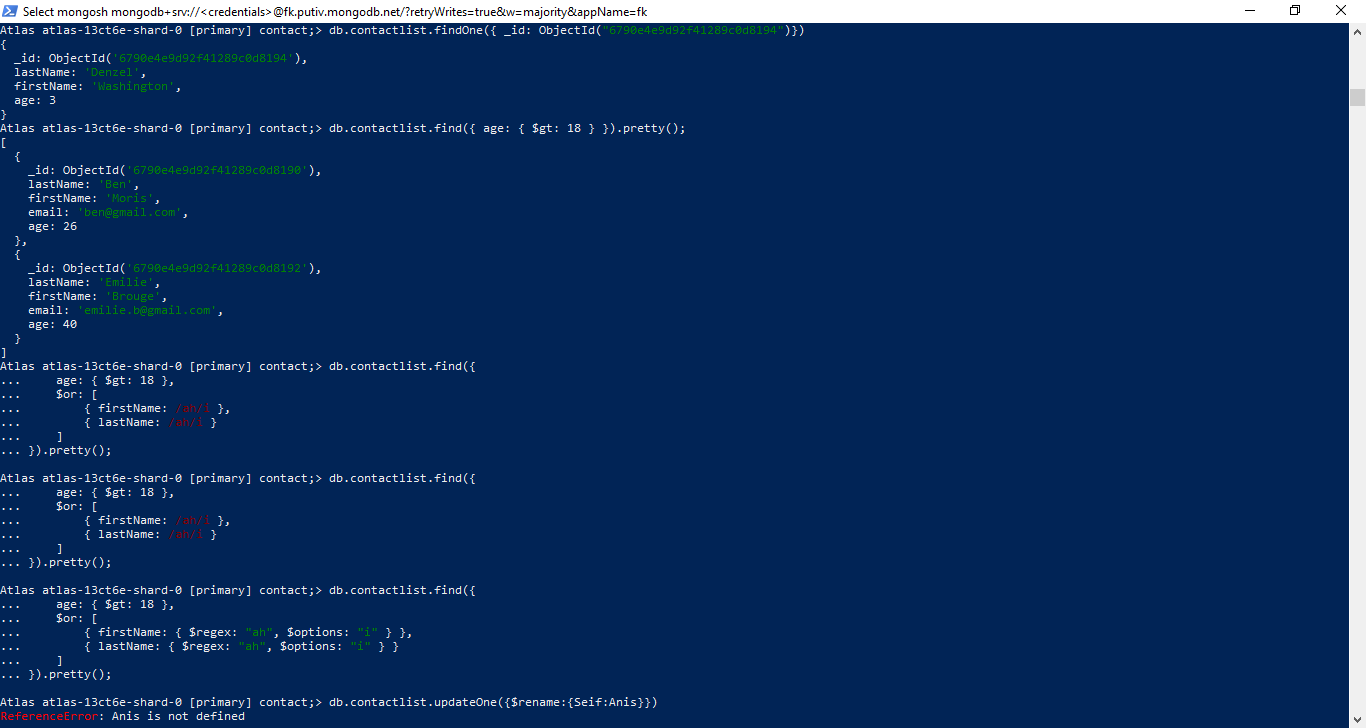 Select mongosh mongodb+srv://<credentials>@fk.putiv.mongodb.net/?retryWrites=true&w=majority&appName=fk
Atlas atlas-13ct6e-shard-0 [primary] contact;> db.contactlist.findOne({ _id: ObjectId("6790e4e9d92f41289c0d8194")})
{
  _id: ObjectId('6790e4e9d92f41289c0d8194'),
  lastName: 'Denzel',
  firstName: 'Washington',
  age: 3
}
Atlas atlas-13ct6e-shard-0 [primary] contact;> db.contactlist.find({ age: { $gt: 18 } }).pretty();
[
  {
    _id: ObjectId('6790e4e9d92f41289c0d8190'),
    lastName: 'Ben',
    firstName: 'Moris',
    email: 'ben@gmail.com',
    age: 26
  },
  {
    _id: ObjectId('6790e4e9d92f41289c0d8192'),
    lastName: 'Emilie',
    firstName: 'Brouge',
    email: 'emilie.b@gmail.com',
    age: 40
  }
]
Atlas atlas-13ct6e-shard-0 [primary] contact;> db.contactlist.find({
...     age: { $gt: 18 },
...     $or: [
...         { firstName: /ah/i },
...         { lastName: /ah/i }
...     ]
... }).pretty();
Atlas atlas-13ct6e-shard-0 [primary] contact;> db.contactlist.find({
...     age: { $gt: 18 },
...     $or: [
...         { firstName: /ah/i },
...         { lastName: /ah/i }
...     ]
... }).pretty();
Atlas atlas-13ct6e-shard-0 [primary] contact;> db.contactlist.find({
...     age: { $gt: 18 },
...     $or: [
...         { firstName: { $regex: "ah", $options: "i" } },
...         { lastName: { $regex: "ah", $options: "i" } }
...     ]
... }).pretty();
Atlas atlas-13ct6e-shard-0 [primary] contact;> db.contactlist.updateOne({$rename:{Seif:Anis}})
ReferenceError: Anis is not defined